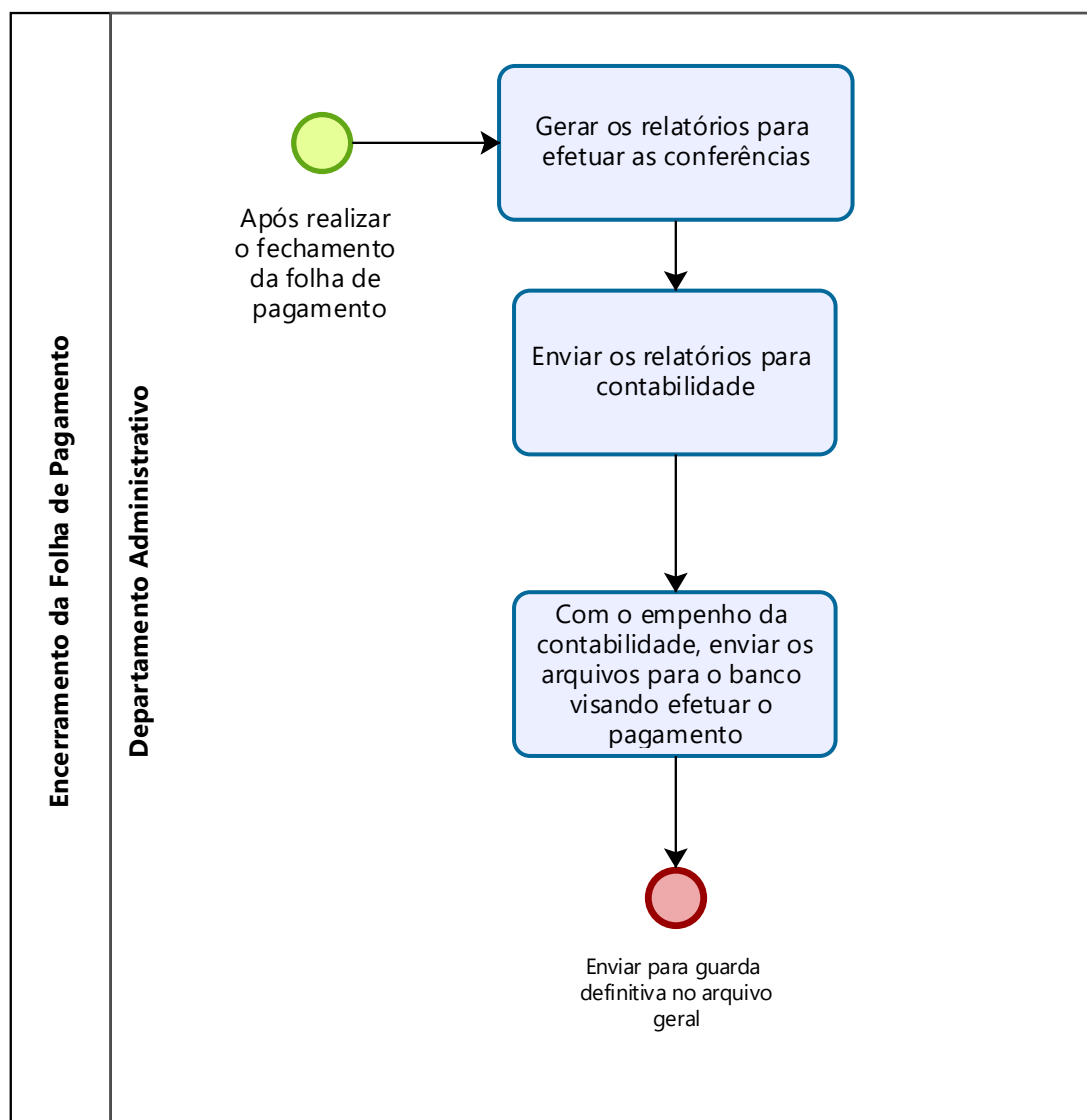 Encerramento da Folha de Pagamento
Departamento Administrativo
Após realizar
o fechamento
da folha de
pagamento
Gerar os relatórios para
efetuar as conferências
Enviar os relatórios para
contabilidade
Com o empenho da
contabilidade, enviar os
arquivos para o banco
visando efetuar o
pagamento
Enviar para guarda
definitiva no arquivo
geral